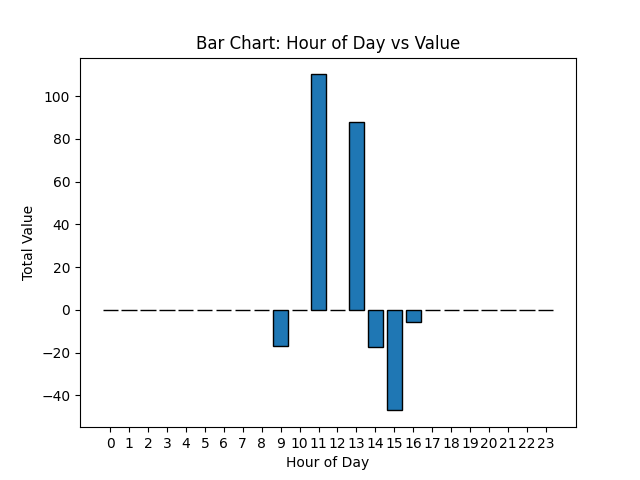 Bar Chart: Hour of Day vs Value
Total Value
100
80
60
40
20
0
−20
−40
0 1 2 3 4 5 6 7 8 9 10 11 12 13 14 15 16 17 18 19 20 21 22 23
Hour of Day